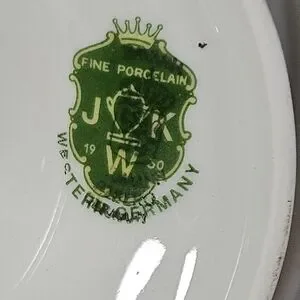 FINE PORCELAIN
J K
19 W 30
WESTERN GERMANY